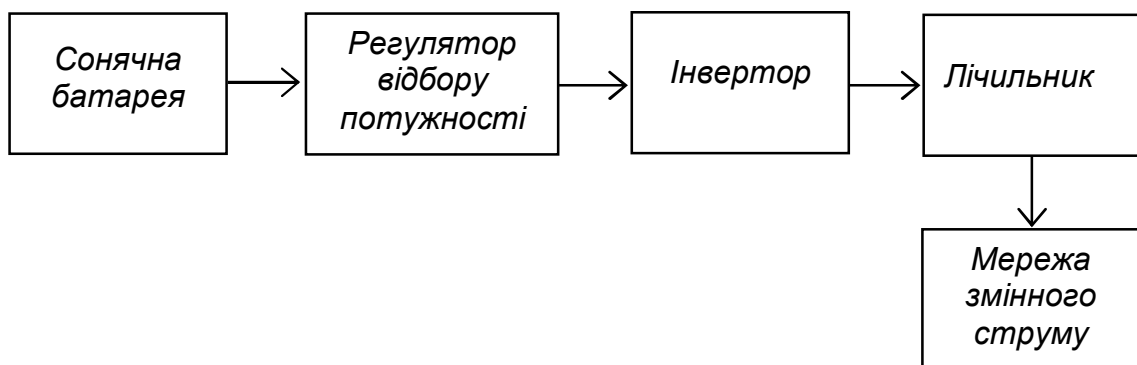 Сонячна
батарея
Регулятор
відбору
потужності
Інвертор
Лічильник
Мережа
змінного
струму